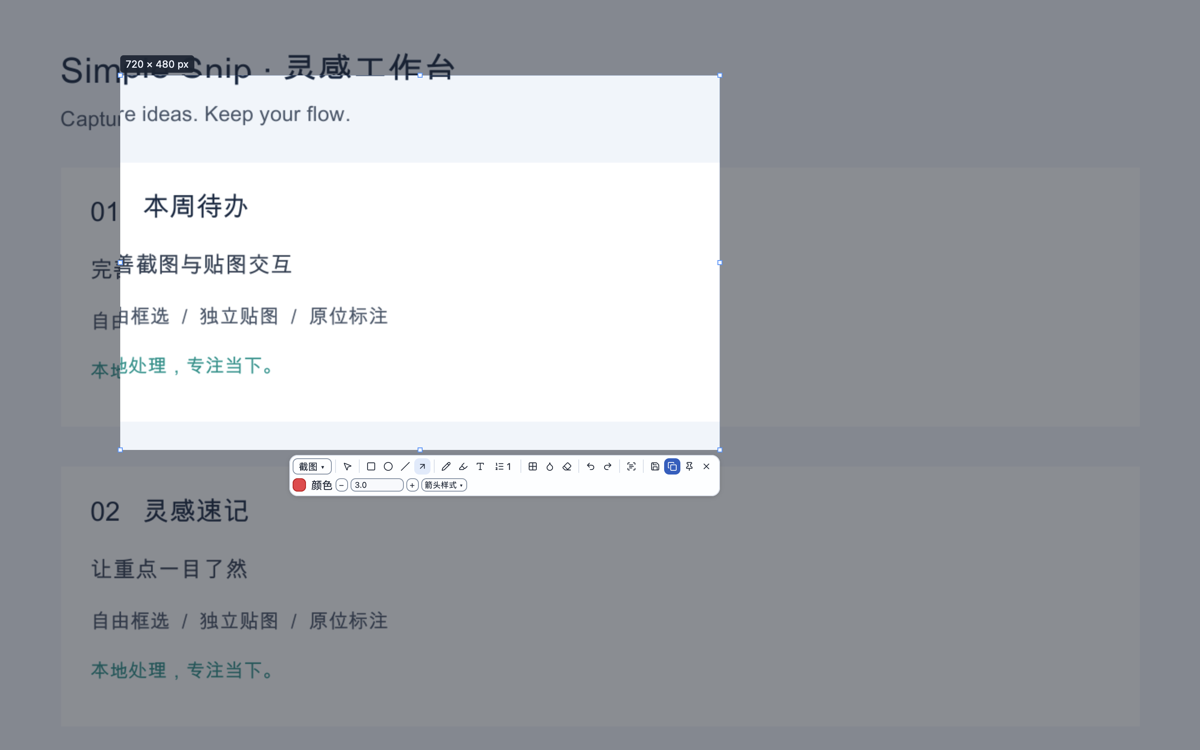 720 × 480 px
Simple Snip · 灵感工作台
Capture ideas. Keep your flow.
01 本周待办
完善截图与贴图交互
自由框选 / 独立贴图 / 原位标注
本地处理，专注当下。
截图 1
颜色 − 3.0 + 箭头样式
02 灵感速记
让重点一目了然
自由框选 / 独立贴图 / 原位标注
本地处理，专注当下。